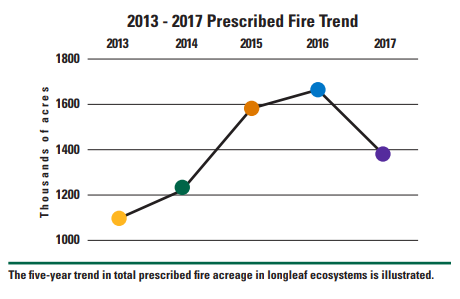 2013 - 2017 Prescribed Fire Trend
2013 2014 2015 2016 2017
Thousands of acres
1800
1600
1400
1200
1000
The five-year trend in total prescribed fire acreage in longleaf ecosystems is illustrated.